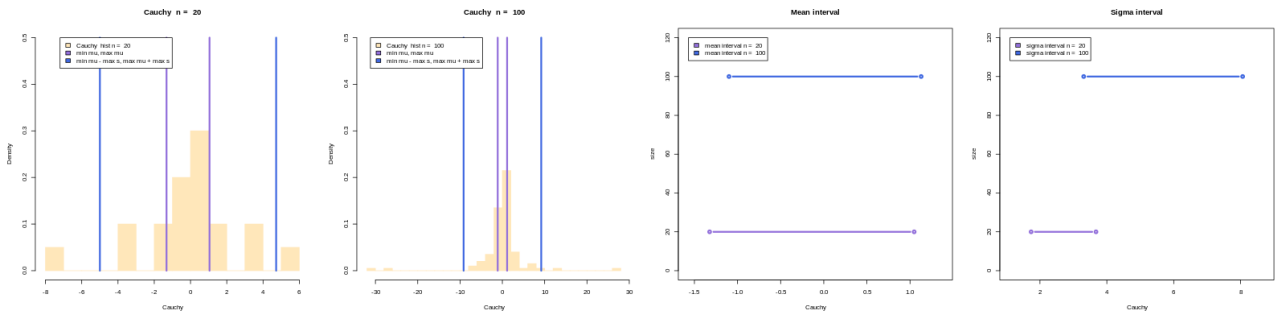 Cauchy n = 20
Cauchy hist n = 20
min mu, max mu
min mu - max s, max mu + max s
Density
0.0 0.1 0.2 0.3 0.4 0.5
-8 -6 -4 -2 0 2 4 6
Cauchy
Cauchy n = 100
Cauchy hist n = 100
min mu, max mu
min mu - max s, max mu + max s
Density
0.0 0.1 0.2 0.3 0.4 0.5
-30 -20 -10 0 10 20 30
Cauchy
Mean interval
mean interval n = 20
mean interval n = 100
size
0 20 40 60 80 100 120
-1.5 -1.0 -0.5 0.0 0.5 1.0
Cauchy
Sigma interval
sigma interval n = 20
sigma interval n = 100
size
0 20 40 60 80 100 120
2 4 6 8
Cauchy